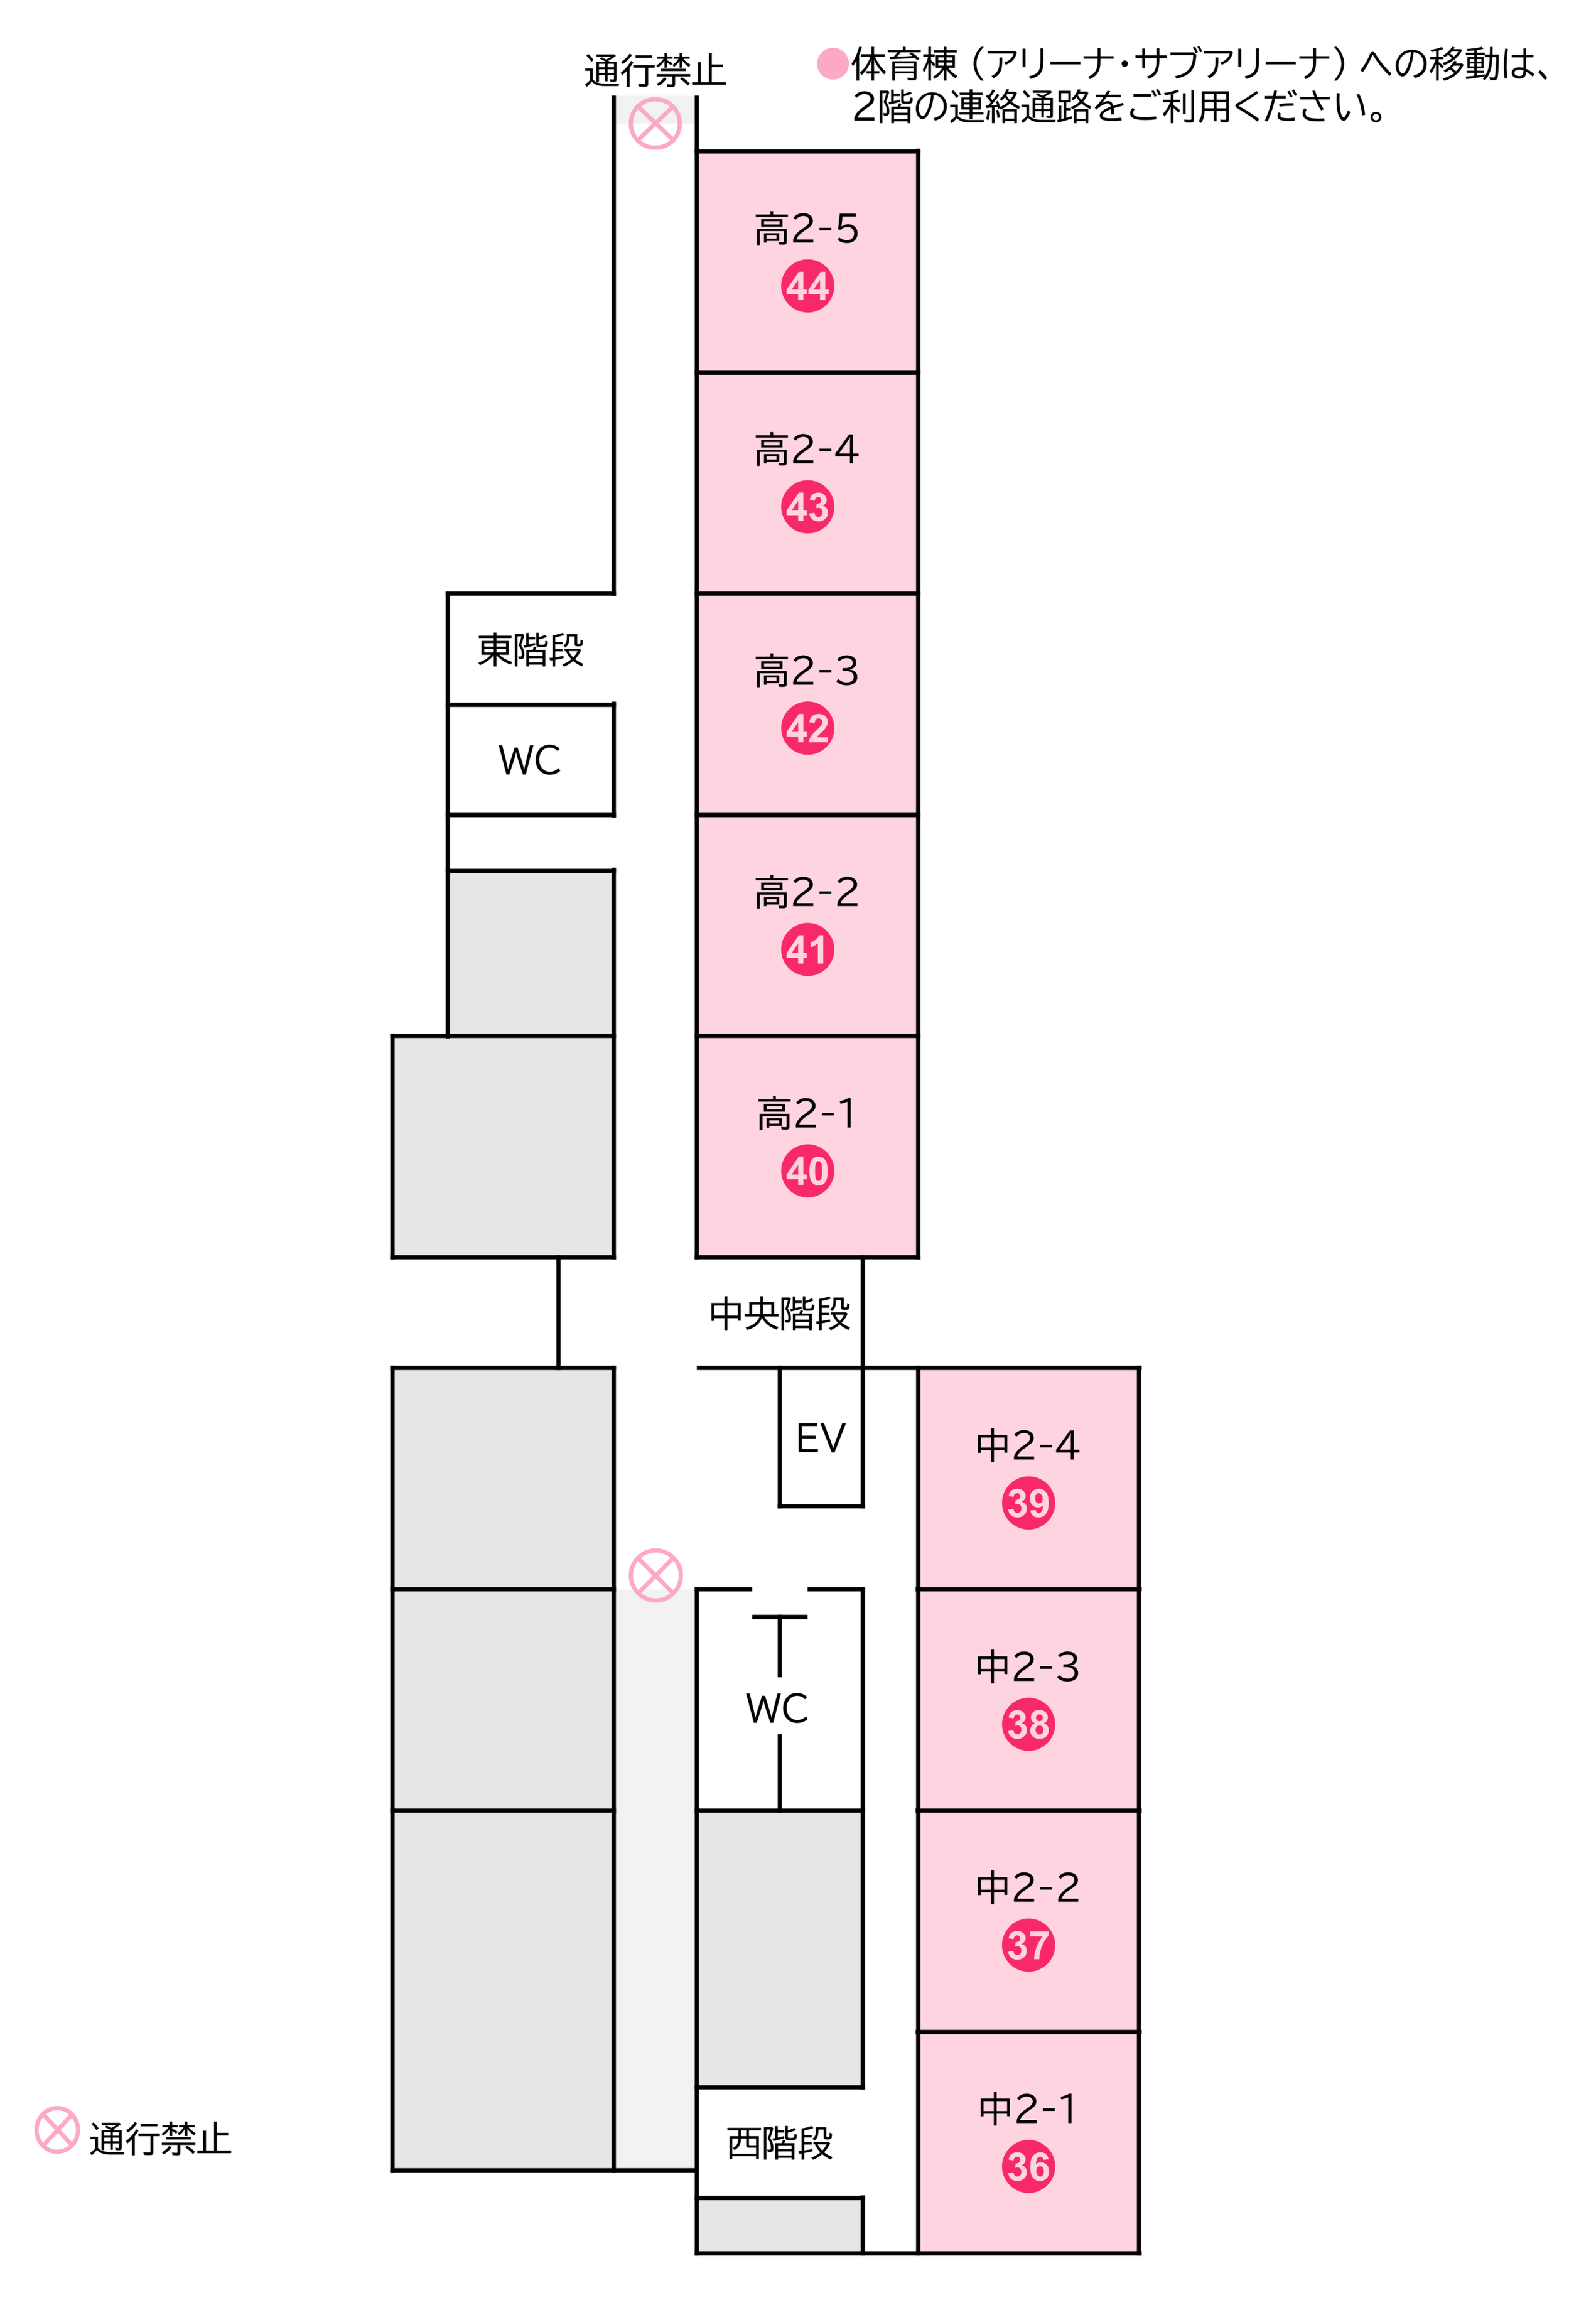 通行禁止
●体育棟（アリーナ・サブアリーナ）への移動は、
2階の連絡通路をご利用ください。
高2-5
44
高2-4
43
高2-3
42
東階段
WC
高2-2
41
高2-1
40
中央階段
EV
中2-4
39
中2-3
38
WC
中2-2
37
中2-1
36
西階段
通行禁止